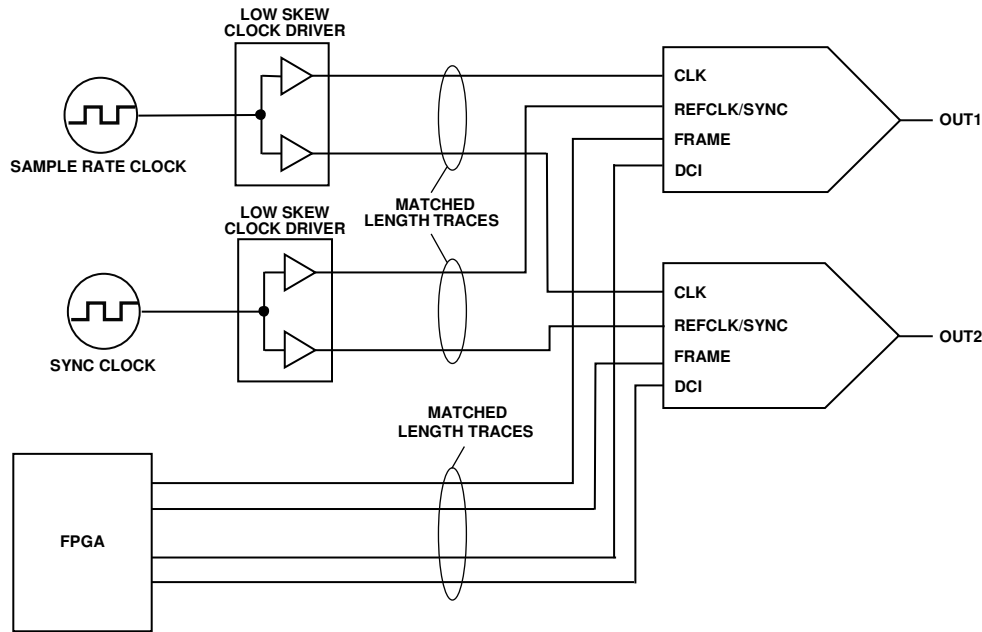 LOW SKEW
CLOCK DRIVER
SAMPLE RATE CLOCK
CLK
REFCLK/SYNC
FRAME
DCI
OUT1
MATCHED
LENGTH TRACES
LOW SKEW
CLOCK DRIVER
SYNC CLOCK
CLK
REFCLK/SYNC
FRAME
DCI
OUT2
MATCHED
LENGTH TRACES
FPGA